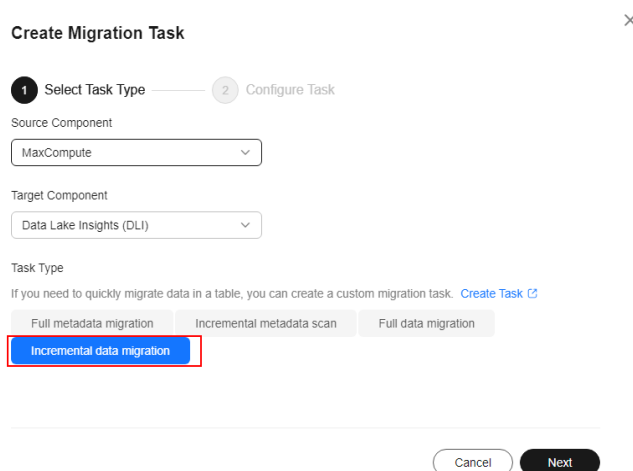 Create Migration Task
1 Select Task Type 2 Configure Task
Source Component
MaxCompute
Target Component
Data Lake Insights (DLI)
Task Type
If you need to quickly migrate data in a table, you can create a custom migration task. Create Task
Full metadata migration Incremental metadata scan Full data migration
Incremental data migration
Cancel Next